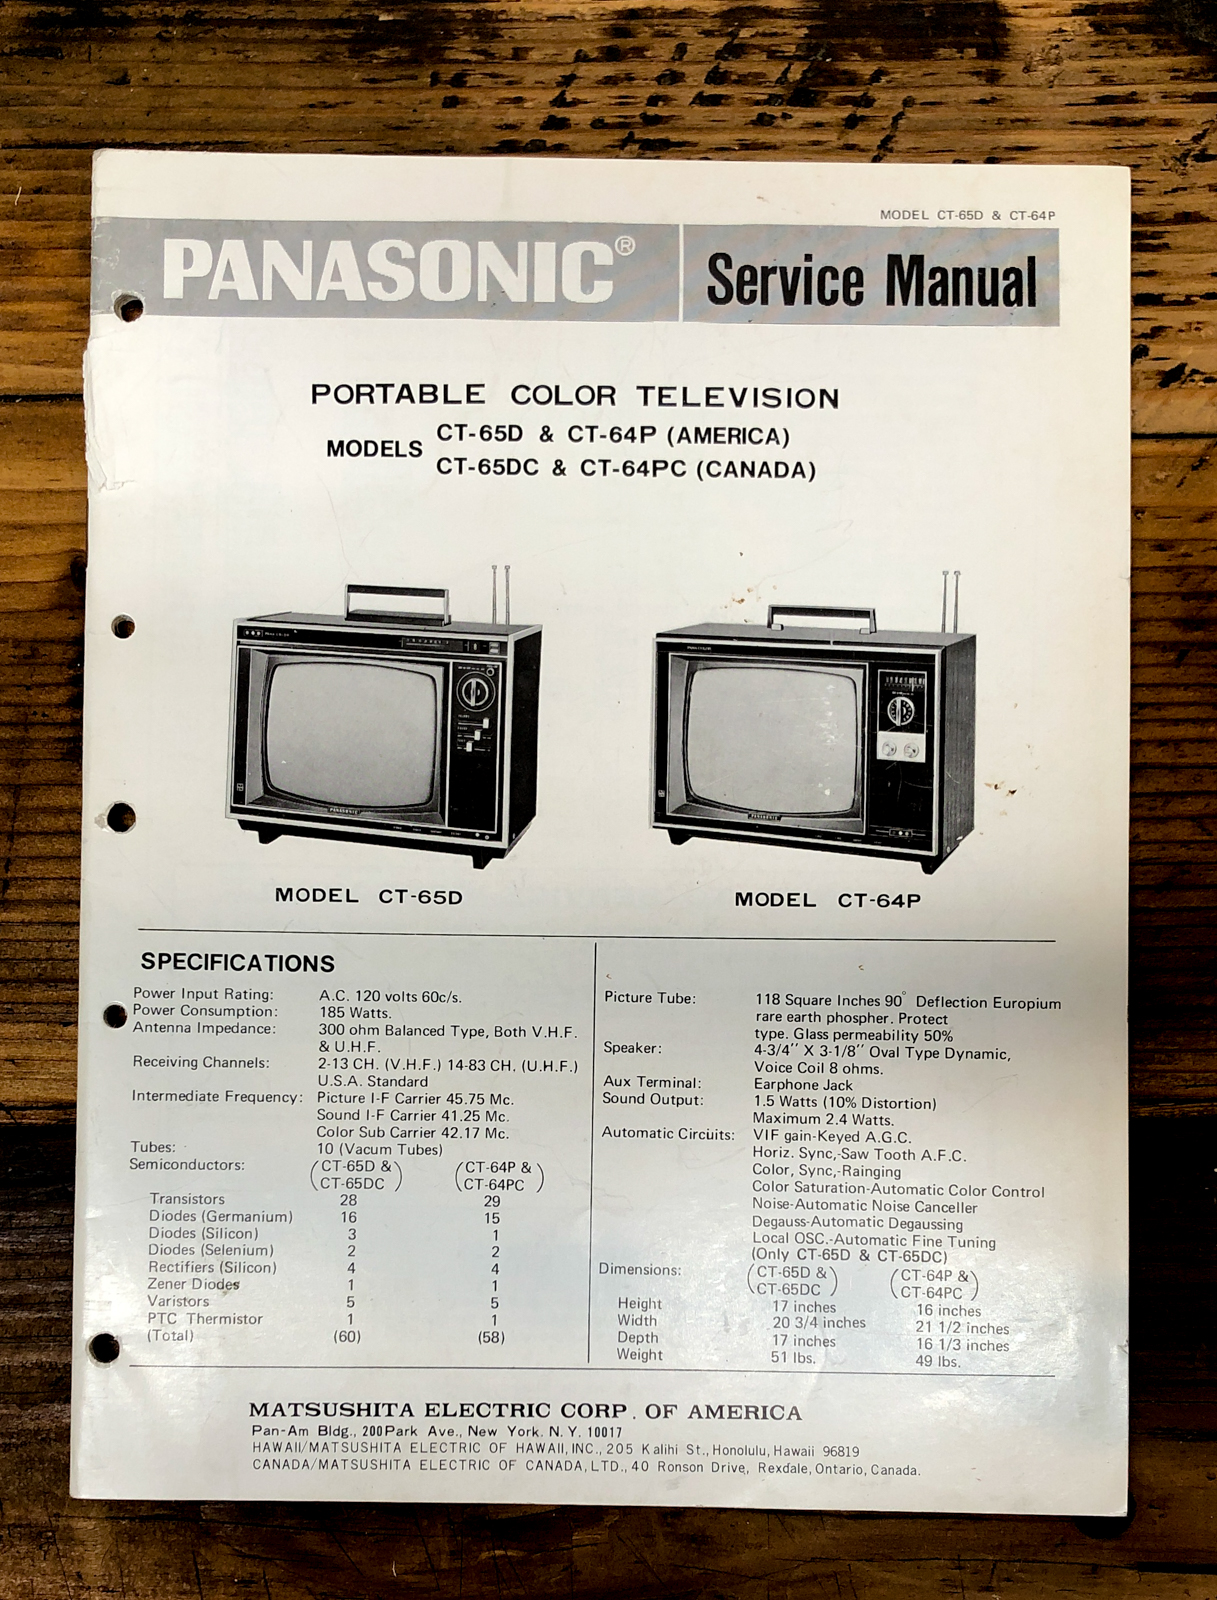 MODEL CT-65D & CT-64P
PANASONIC® Service Manual
PORTABLE COLOR TELEVISION
MODELS
CT-65D & CT-64P (AMERICA)
CT-65DC & CT-64PC (CANADA)
PANASONIC
PANASONIC
MODEL CT-65D
MODEL CT-64P
SPECIFICATIONS
Power Input Rating: A.C. 120 volts 60c/s.
Power Consumption: 185 Watts.
Antenna Impedance: 300 ohm Balanced Type, Both V.H.F.
& U.H.F.
Receiving Channels: 2-13 CH. (V.H.F.) 14-83 CH. (U.H.F.)
U.S.A. Standard
Intermediate Frequency: Picture I-F Carrier 45.75 Mc.
Sound I-F Carrier 41.25 Mc.
Color Sub Carrier 42.17 Mc.
Tubes: 10 (Vacum Tubes)
Semiconductors: (CT-65D & CT-65DC) (CT-64P & CT-64PC)
Transistors 28 29
Diodes (Germanium) 16 15
Diodes (Silicon) 3 1
Diodes (Selenium) 2 2
Rectifiers (Silicon) 4 4
Zener Diodes 1 1
Varistors 5 5
PTC Thermistor 1 1
(Total) (60) (58)
Picture Tube: 118 Square Inches 90° Deflection Europium
rare earth phospher. Protect
type. Glass permeability 50%
Speaker: 4-3/4" X 3-1/8" Oval Type Dynamic,
Voice Coil 8 ohms.
Aux Terminal: Earphone Jack
Sound Output: 1.5 Watts (10% Distortion)
Maximum 2.4 Watts.
Automatic Circuits: VIF gain-Keyed A.G.C.
Horiz. Sync,-Saw Tooth A.F.C.
Color, Sync,-Rainging
Color Saturation-Automatic Color Control
Noise-Automatic Noise Canceller
Degauss-Automatic Degaussing
Local OSC.-Automatic Fine Tuning
(Only CT-65D & CT-65DC)
Dimensions: (CT-65D & CT-65DC) (CT-64P & CT-64PC)
Height 17 inches 16 inches
Width 20 3/4 inches 21 1/2 inches
Depth 17 inches 16 1/3 inches
Weight 51 lbs. 49 lbs.
MATSUSHITA ELECTRIC CORP. OF AMERICA
Pan-Am Bldg., 200 Park Ave., New York. N. Y. 10017
HAWAII/MATSUSHITA ELECTRIC OF HAWAII, INC., 205 Kalihi St., Honolulu, Hawaii 96819
CANADA/MATSUSHITA ELECTRIC OF CANADA, LTD., 40 Ronson Drive, Rexdale, Ontario, Canada.